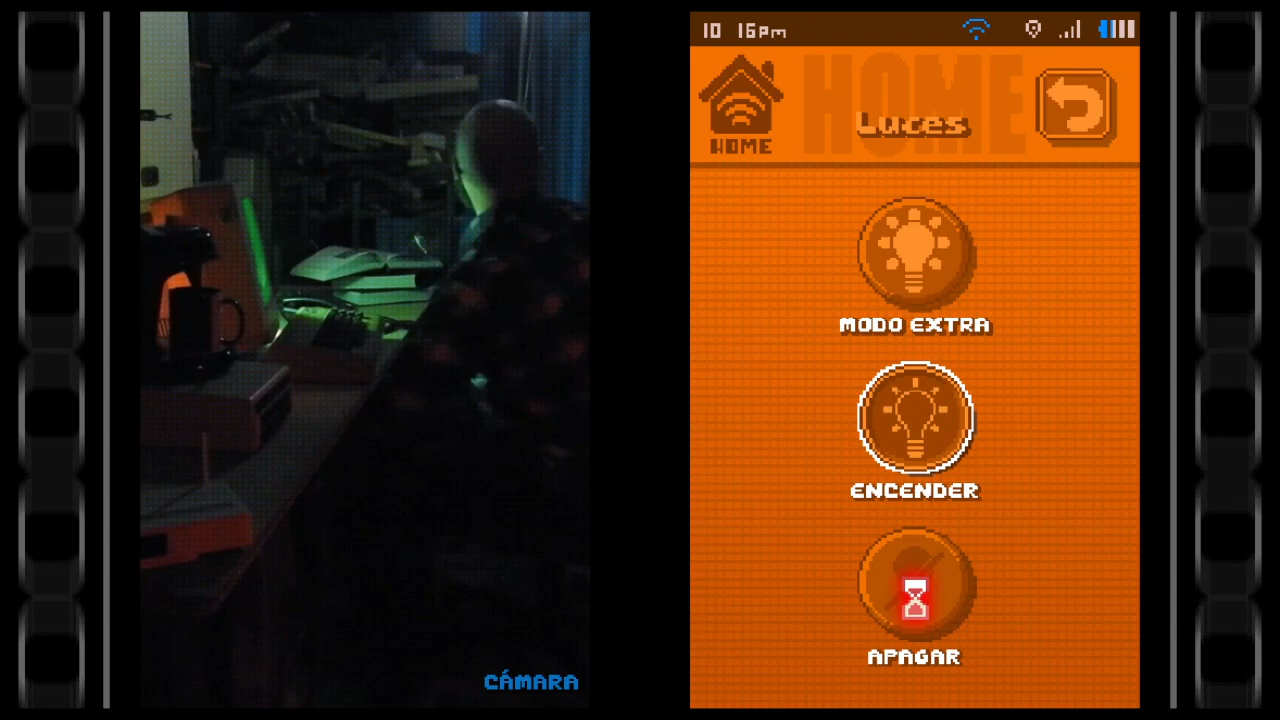 CÁMARA
10 16pm
HOME
HOME
Luces
MODO EXTRA
ENCENDER
APAGAR